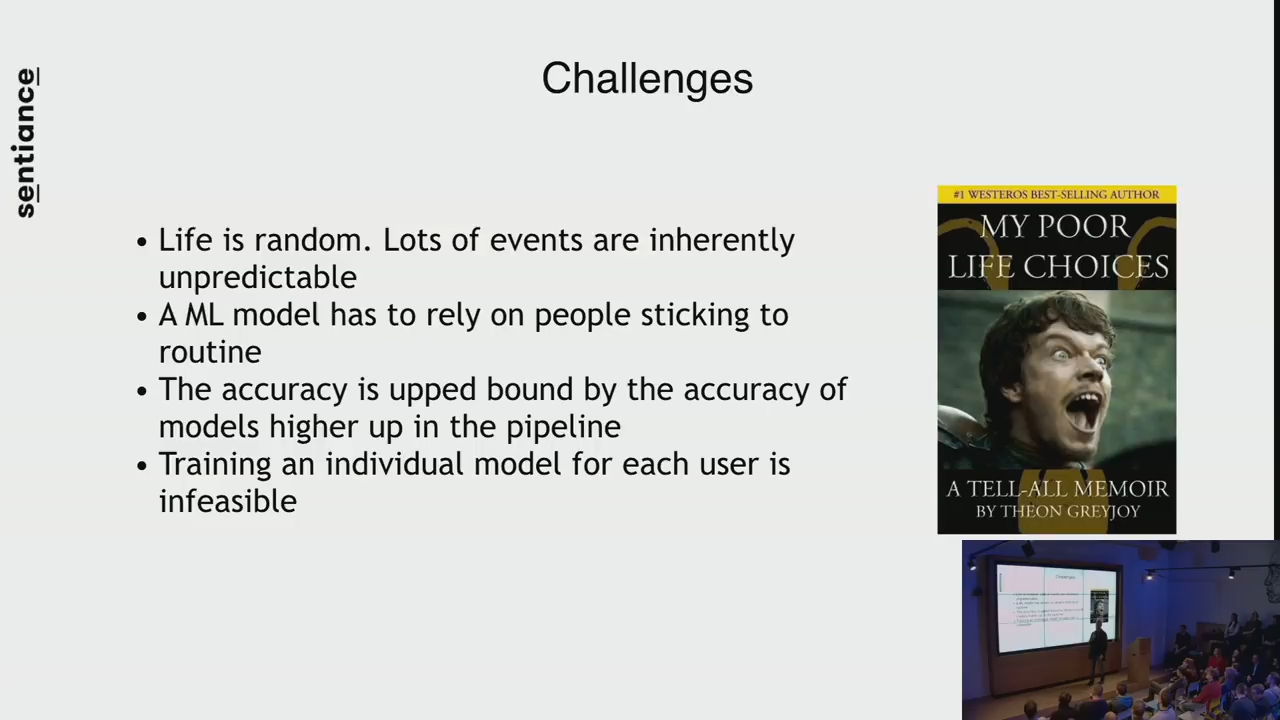 sentiance
Challenges
• Life is random. Lots of events are inherently
unpredictable
• A ML model has to rely on people sticking to
routine
• The accuracy is upped bound by the accuracy of
models higher up in the pipeline
• Training an individual model for each user is
infeasible
#1 WESTEROS BEST-SELLING AUTHOR
MY POOR
LIFE CHOICES
A TELL-ALL MEMOIR
BY THEON GREYJOY
Challenges